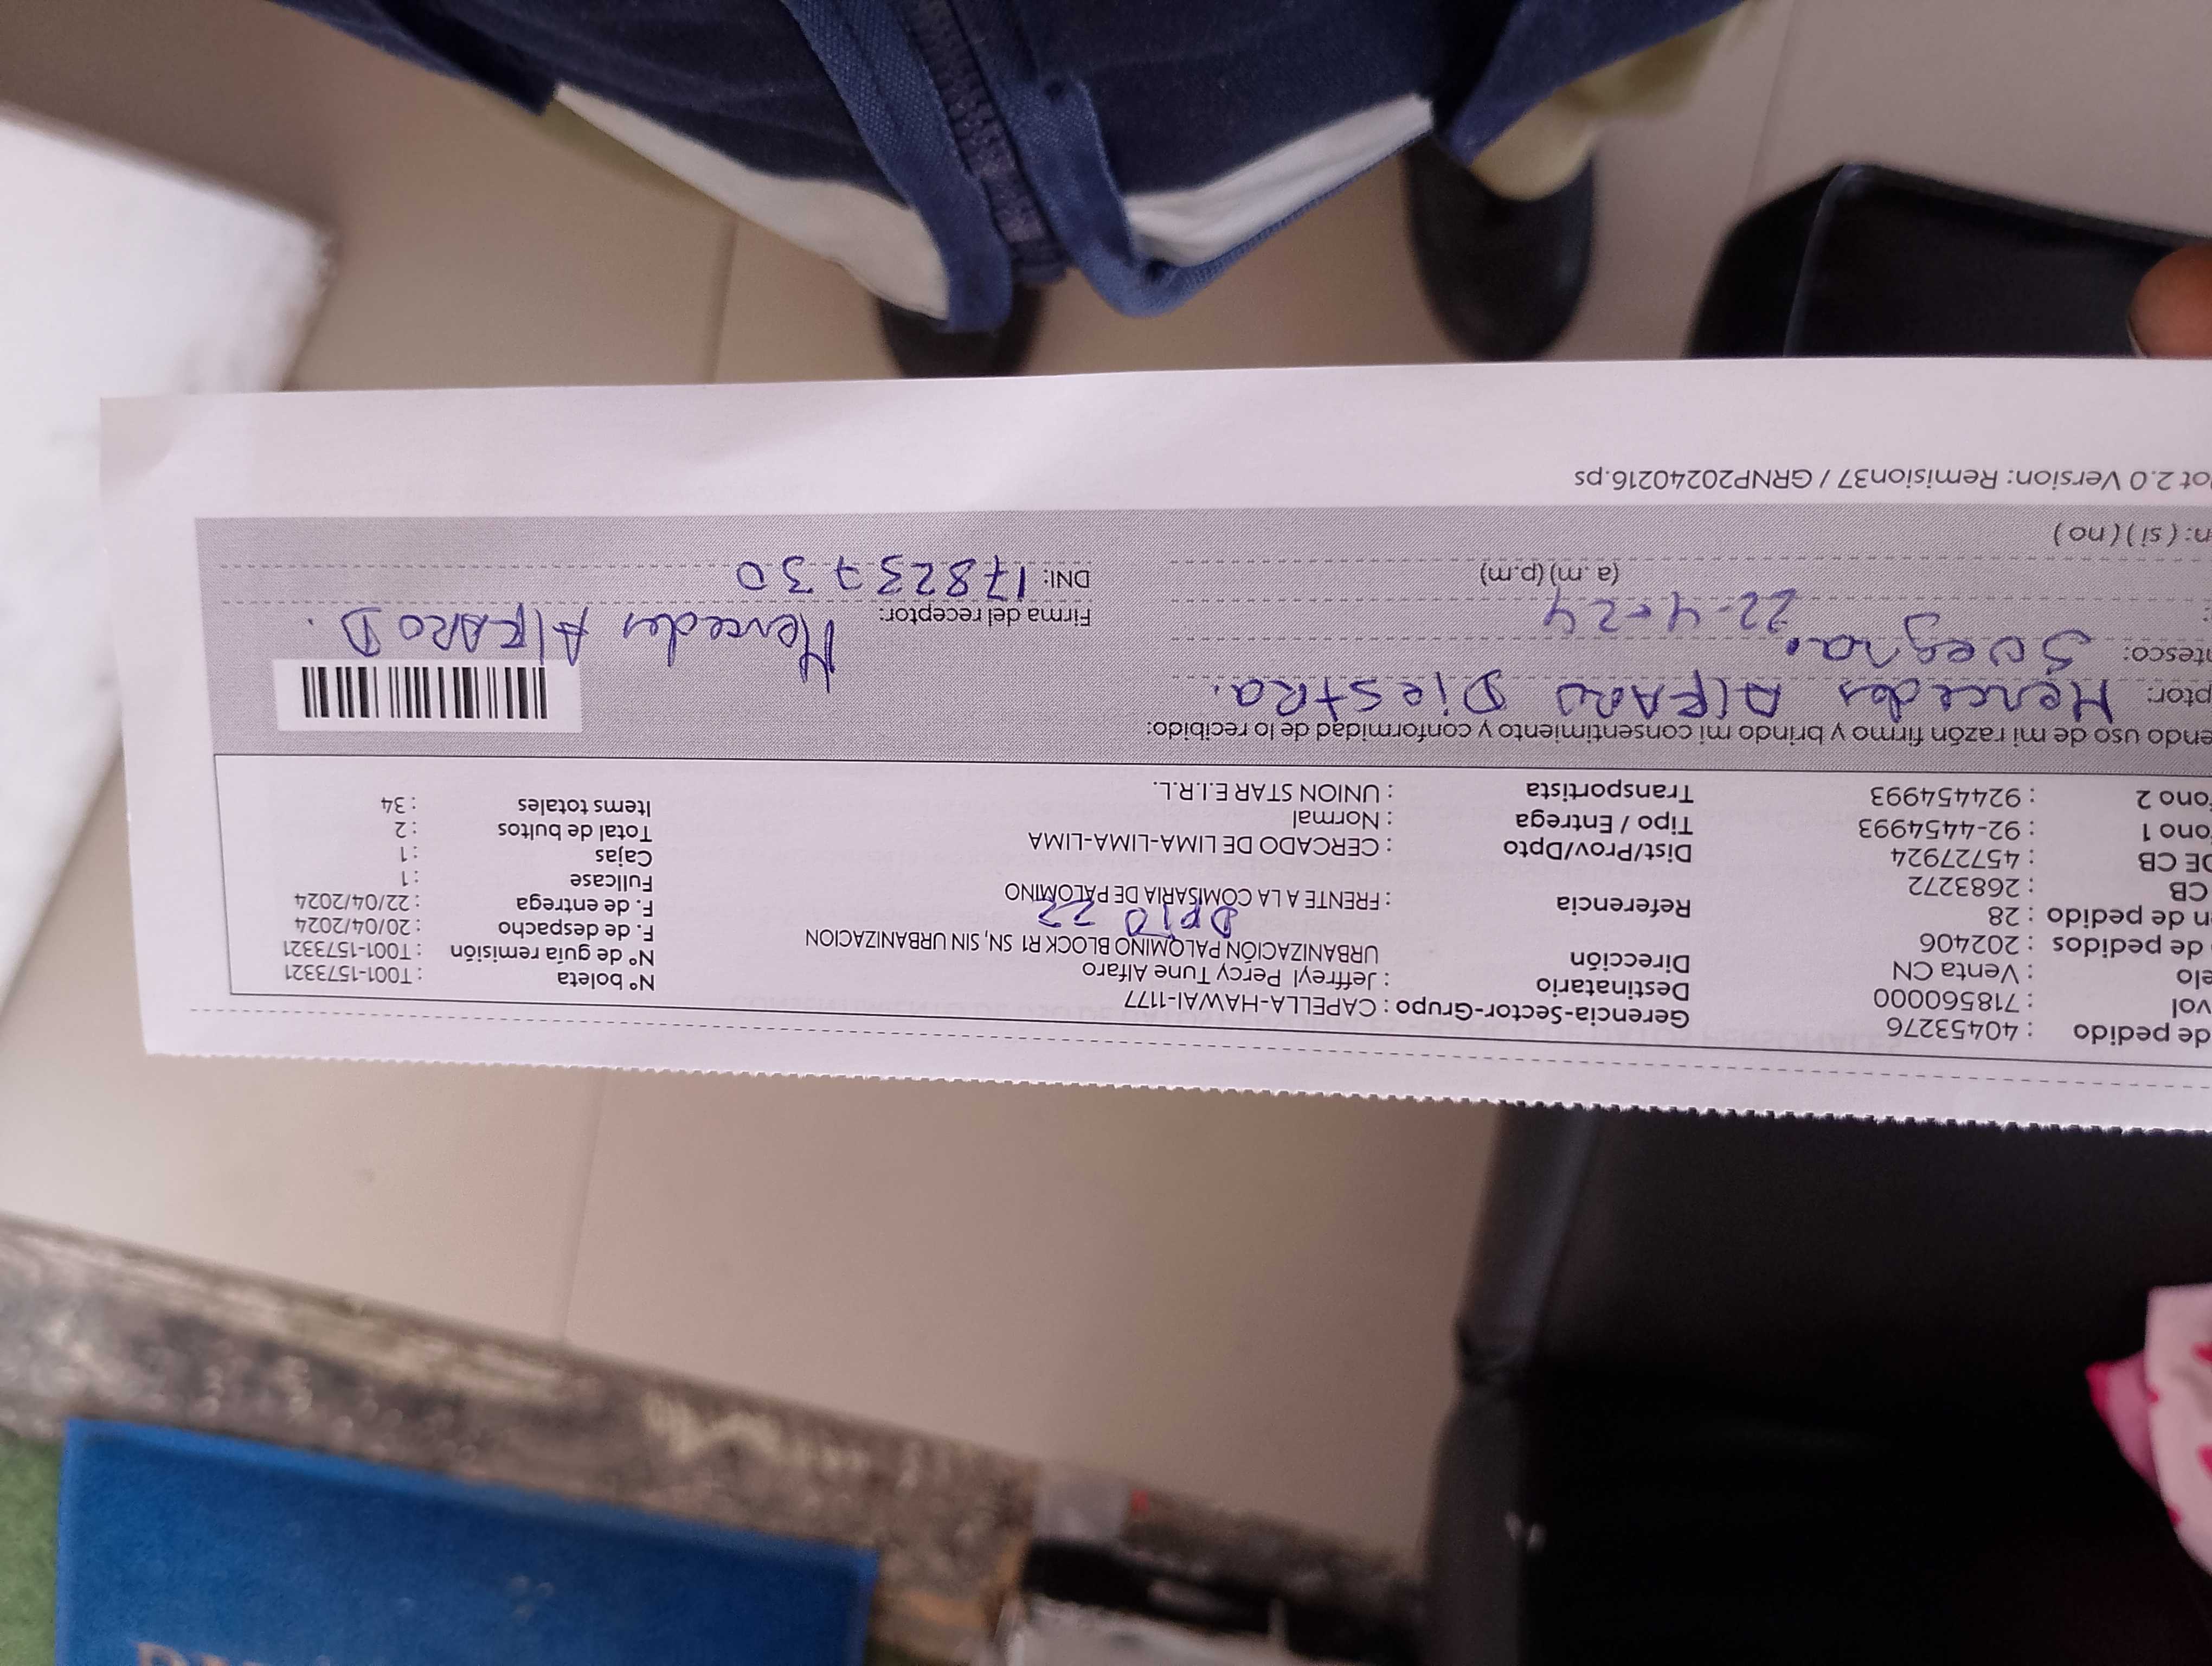 de pedido : 40453276
vol : 718560000
elo : Venta CN
de pedidos : 202406
n de pedido : 28
CB : 2683272
DE CB : 45727924
ono 1 : 92-4454993
ono 2 : 924454993
Gerencia-Sector-Grupo : CAPELLA-HAWAI-1177
Destinatario : Jeffreyl Percy Tune Alfaro
Dirección URBANIZACIÓN PALOMINO BLOCK R1 SN, SIN URBANIZACION
DPTO 22
Referencia : FRENTE A LA COMISARIA DE PALOMINO
Dist/Prov/Dpto : CERCADO DE LIMA-LIMA-LIMA
Tipo / Entrega : Normal
Transportista : UNION STAR E.I.R.L.
N° boleta : T001-1573321
N° de guia remisión : T001-1573321
F. de despacho : 20/04/2024
F. de entrega : 22/04/2024
Fullcase : 1
Cajas : 1
Total de bultos : 2
Items totales : 34
endo uso de mi razón firmo y brindo mi consentimiento y conformidad de lo recibido:
ptor: Mercedes AlFARO DiestRa.
ntesco: Suegra.
: 22-4-24 (a.m) (p.m)
n: ( si ) ( no )
Firma del receptor: Mercedes AlFARO D.
DNI: 17823730
ot 2.0 Version: Remision37 / GRNP20240216.ps